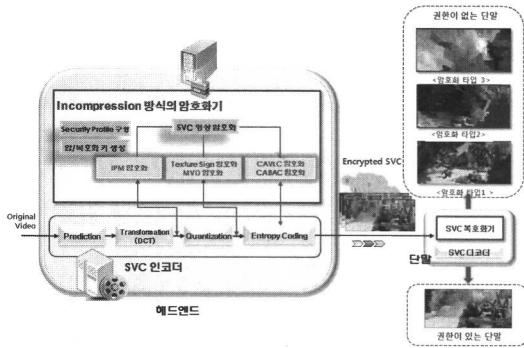 권한이 없는 단말
<암호화 타입 3>
<암호화 타입2>
<암호화 타입1 >
Incompression 방식의 암호화기
Security Profile 구성
SVC 영상암호화
암/복호화 키 생성
IPM 암호화
Texture Sign 암호화
MVD 암호화
CAVLC 암호화
CABAC 암호화
Encrypted SVC
Original
Video
Prediction
Transformation
(DCT)
Quantization
Entropy Coding
SVC 인코더
헤드엔드
SVC 복호화기
SVC 디코더
단말
권한이 있는 단말